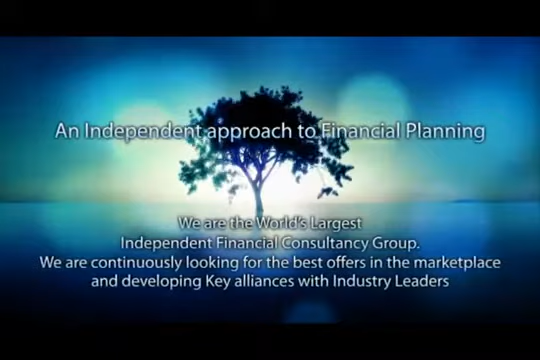 An Independent approach to Financial Planning
We are the World's Largest
Independent Financial Consultancy Group.
We are continuously looking for the best offers in the marketplace
and developing Key alliances with Industry Leaders